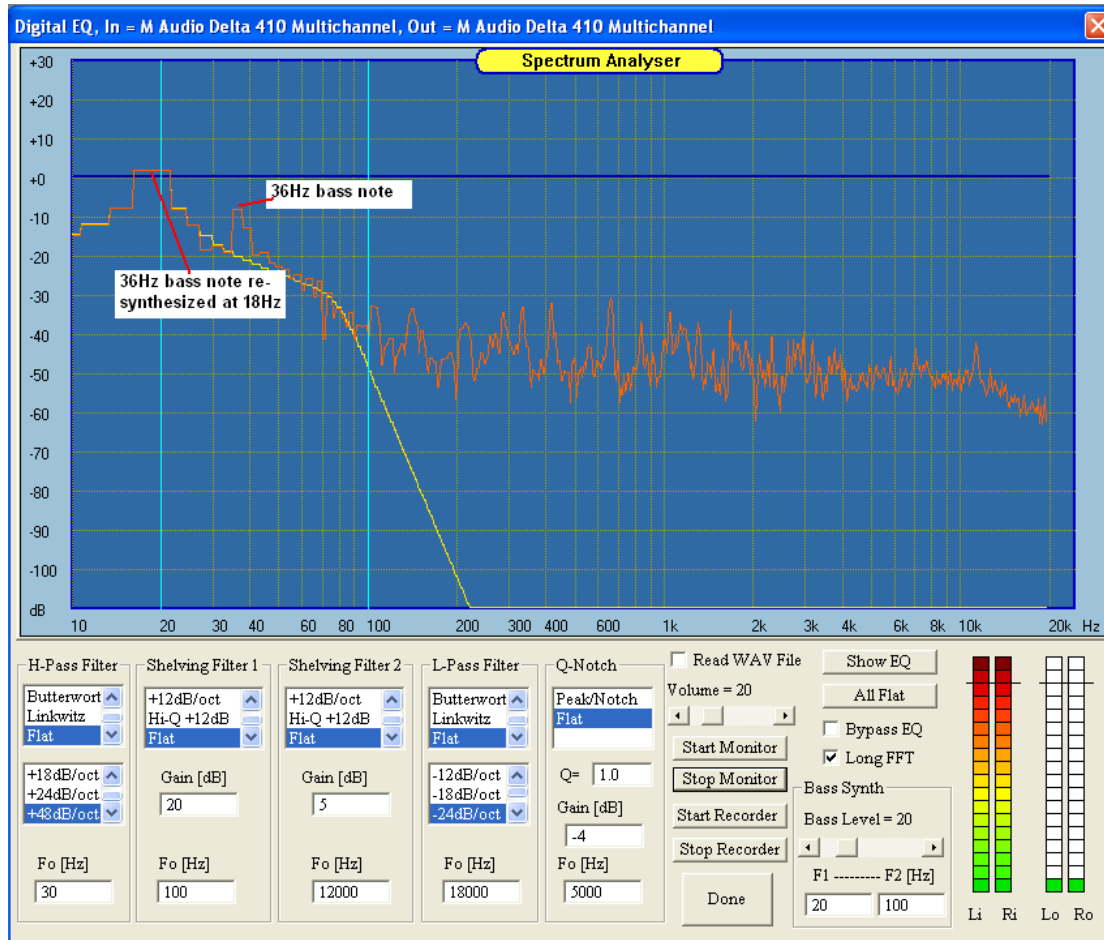 Digital EQ, In = M Audio Delta 410 Multichannel, Out = M Audio Delta 410 Multichannel
Spectrum Analyser
+30
+20
+10
+0
-10
-20
-30
-40
-50
-60
-70
-80
-90
-100
dB
36Hz bass note
36Hz bass note re-
synthesized at 18Hz
10 20 30 40 60 80 100 200 300 400 600 1k 2k 3k 4k 6k 8k 10k 20k Hz
H-Pass Filter
Butterwort
Linkwitz
Flat
+18dB/oct
+24dB/oct
+48dB/oct
Fo [Hz]
30
Shelving Filter 1
+12dB/oct
Hi-Q +12dB
Flat
Gain [dB]
20
Fo [Hz]
100
Shelving Filter 2
+12dB/oct
Hi-Q +12dB
Flat
Gain [dB]
5
Fo [Hz]
12000
L-Pass Filter
Butterwort
Linkwitz
Flat
-12dB/oct
-18dB/oct
-24dB/oct
Fo [Hz]
18000
Q-Notch
Peak/Notch
Flat
Q= 1.0
Gain [dB]
-4
Fo [Hz]
5000
Read WAV File
Volume = 20
Start Monitor
Stop Monitor
Start Recorder
Stop Recorder
Done
Show EQ
All Flat
Bypass EQ
Long FFT
Bass Synth
Bass Level = 20
F1 --------- F2 [Hz]
20 100
Li Ri Lo Ro